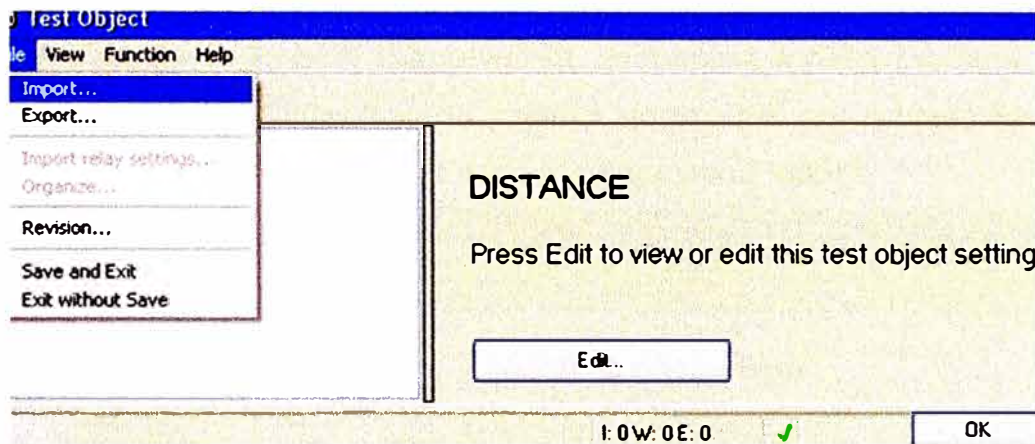 Test Object
le View Function Help
Import...
Export...
Import relay settings...
Organize...
Revision...
Save and Exit
Exit without Save
DISTANCE
Press Edit to view or edit this test object setting
Edit...
I: 0 W: 0 E: 0
OK